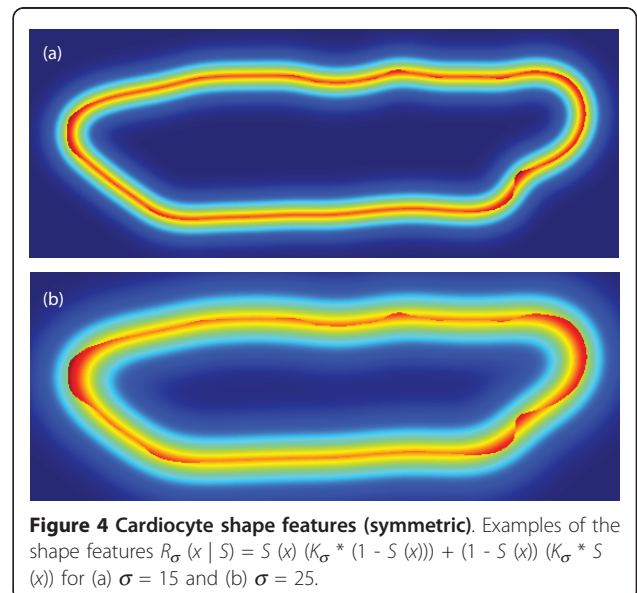 (a)
(b)
Figure 4 Cardiocyte shape features (symmetric). Examples of the
shape features Rσ (x | S) = S (x) (Kσ * (1 - S (x))) + (1 - S (x)) (Kσ * S
(x)) for (a) σ = 15 and (b) σ = 25.